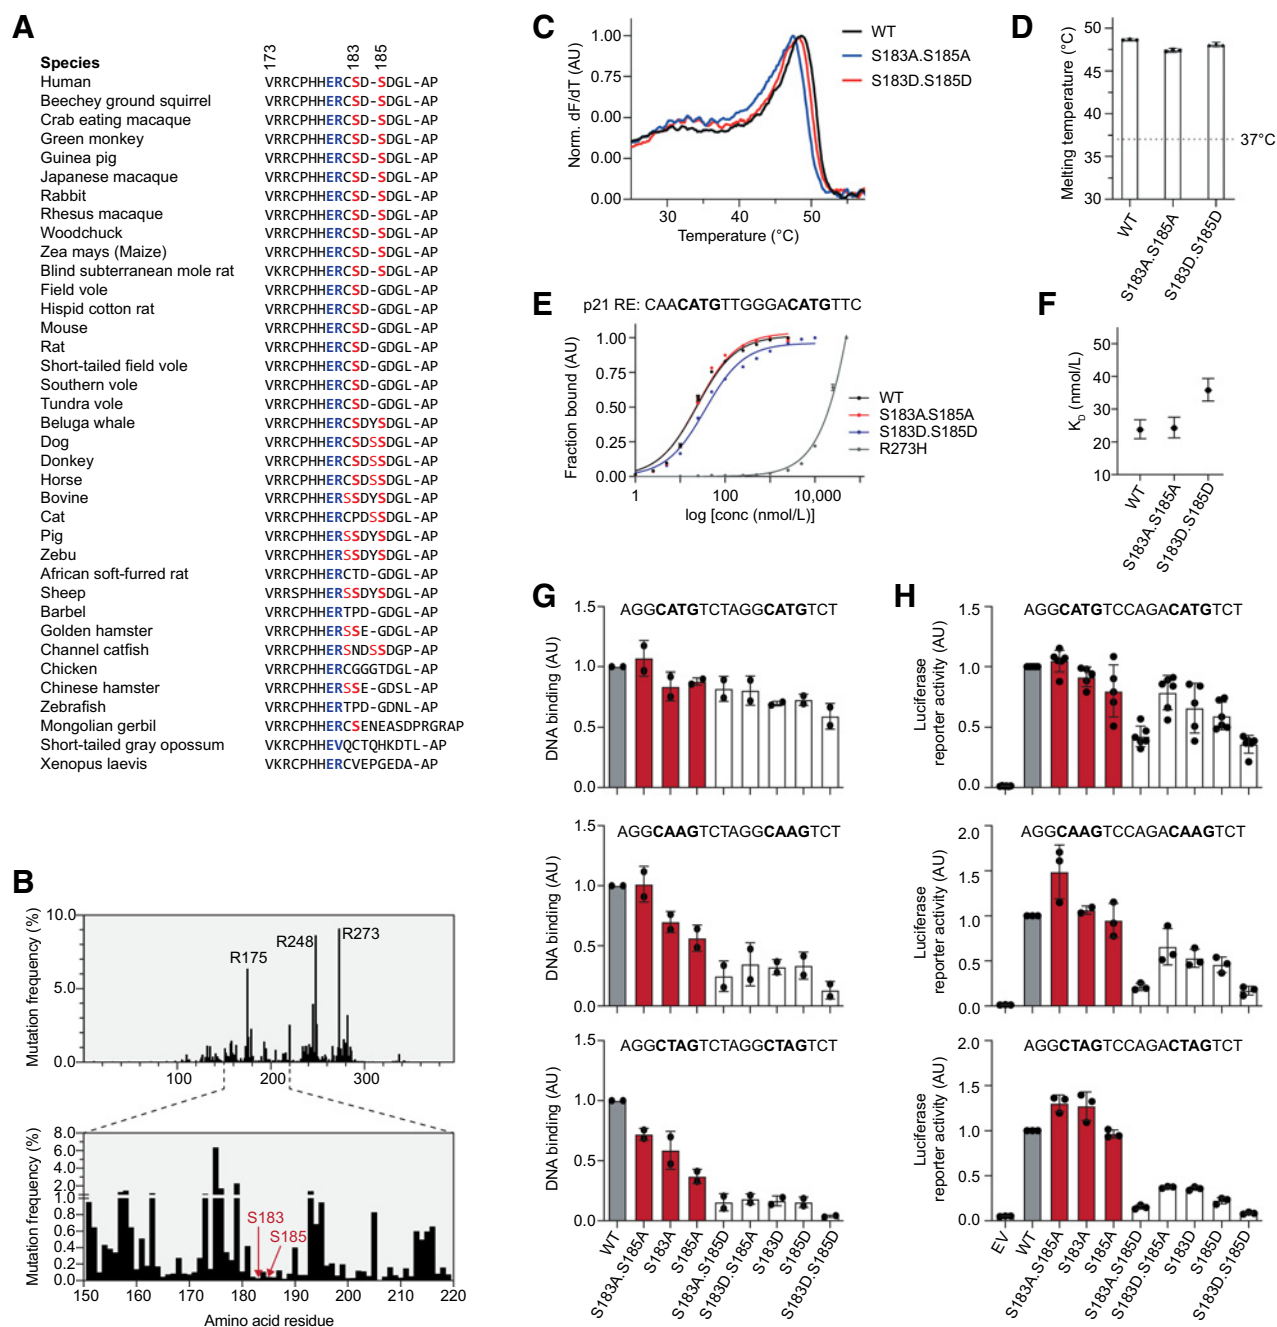 A
173
183
185
Species
Human VRRCPHHERCSD-SDGL-AP
Beechey ground squirrel VRRCPHHERCSD-SDGL-AP
Crab eating macaque VRRCPHHERCSD-SDGL-AP
Green monkey VRRCPHHERCSD-SDGL-AP
Guinea pig VRRCPHHERCSD-SDGL-AP
Japanese macaque VRRCPHHERCSD-SDGL-AP
Rabbit VRRCPHHERCSD-SDGL-AP
Rhesus macaque VRRCPHHERCSD-SDGL-AP
Woodchuck VRRCPHHERCSD-SDGL-AP
Zea mays (Maize) VRRCPHHERCSD-SDGL-AP
Blind subterranean mole rat VKRCPHHERCSD-SDGL-AP
Field vole VRRCPHHERCSD-GDGL-AP
Hispid cotton rat VRRCPHHERCSD-GDGL-AP
Mouse VRRCPHHERCSD-GDGL-AP
Rat VRRCPHHERCSD-GDGL-AP
Short-tailed field vole VRRCPHHERCSD-GDGL-AP
Southern vole VRRCPHHERCSD-GDGL-AP
Tundra vole VRRCPHHERCSD-GDGL-AP
Beluga whale VRRCPHHERCSDYSDGL-AP
Dog VRRCPHHERCSDSSDGL-AP
Donkey VRRCPHHERCSDSSDGL-AP
Horse VRRCPHHERCSDSSDGL-AP
Bovine VRRCPHHERSSDYSDGL-AP
Cat VRRCPHHERCPDSSDGL-AP
Pig VRRCPHHERSSDYSDGL-AP
Zebu VRRCPHHERSSDYSDGL-AP
African soft-furred rat VRRCPHHERCTD-GDGL-AP
Sheep VRRSPHHERSSDYSDGL-AP
Barbel VRRCPHHERTPD-GDGL-AP
Golden hamster VRRCPHHERSSE-GDGL-AP
Channel catfish VRRCPHHERSNDSSDGP-AP
Chicken VRRCPHHERCGGGTDGL-AP
Chinese hamster VRRCPHHERSSE-GDSL-AP
Zebrafish VRRCPHHERTPD-GDNL-AP
Mongolian gerbil VRRCPHHERCSENEASDPRGRAP
Short-tailed gray opossum VKRCPHHEVQCTQHKDTL-AP
Xenopus laevis VKRCPHHERCVEPGEDA-AP
B
Mutation frequency (%)
10.0
5.0
0.0
R175
R248
R273
100 200 300
Mutation frequency (%)
8.0
6.0
4.0
2.0
1.0
0.8
0.6
0.4
0.2
0.0
S183
S185
150 160 170 180 190 200 210 220
Amino acid residue
C
Norm. dF/dT (AU)
1.00
0.75
0.00
0.00
0.00
30 40 50
Temperature (°C)
WT
S183A.S185A
S183D.S185D
D
Melting temperature (°C)
50
40
35
30
37°C
WT
S183A.S185A
S183D.S185D
E
p21 RE: CAACATGTTGGGACATGTTC
Fraction bound (AU)
1.00
0.75
0.50
0.25
0.00
1 100 10,000
log [conc (nmol/L)]
WT
S183A.S185A
S183D.S185D
R273H
F
KD (nmol/L)
50
40
30
20
10
WT
S183A.S185A
S183D.S185D
G
AGGCATGTCTAGGCATGTCT
DNA binding (AU)
1.5
1.0
0.5
0.0
AGGCAAGTCTAGGCAAGTCT
DNA binding (AU)
1.5
1.0
0.5
0.0
AGGCTAGTCTAGGCTAGTCT
DNA binding (AU)
1.5
1.0
0.5
0.0
WT
S183A.S185A
S183A
S185A
S183A.S185D
S183D.S185A
S183D
S185D
S183D.S185D
H
AGGCATGTCCAGACATGTCT
Luciferase
reporter activity (AU)
1.5
1.0
0.5
0.0
AGGCAAGTCCAGACAAGTCT
Luciferase
reporter activity (AU)
2.0
1.5
1.0
0.5
0.0
AGGCTAGTCCAGACTAGTCT
Luciferase
reporter activity (AU)
2.0
1.5
1.0
0.5
0.0
EV
WT
S183A.S185A
S183A
S185A
S183A.S185D
S183D.S185A
S183D
S185D
S183D.S185D